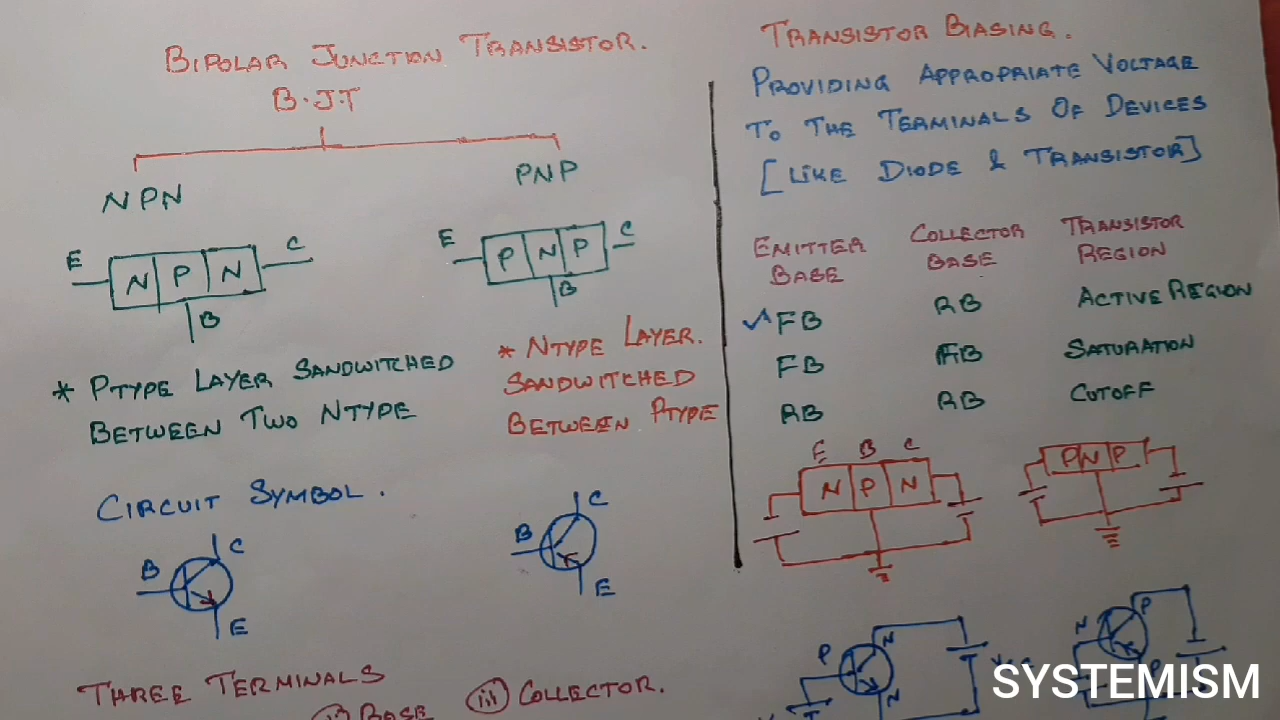 BIPOLAR JUNCTION TRANSISTOR.
B.J.T
NPN
PNP
E N P N C
B
E P N P C
B
* PTYPE LAYER SANDWITCHED
BETWEEN TWO NTYPE
* NTYPE LAYER.
SANDWITCHED
BETWEEN PTYPE
CIRCUIT SYMBOL.
B C E
B C E
THREE TERMINALS
(ii) BASE
(iii) COLLECTOR.
TRANSISTOR BIASING.
PROVIDING APPROPRIATE VOLTAGE
TO THE TERMINALS OF DEVICES
[LIKE DIODE & TRANSISTOR]
EMITTER BASE
COLLECTOR BASE
TRANSISTOR REGION
FB RB ACTIVE REGION
FB FB SATURATION
RB RB CUTOFF
E B C
N P N
P N P
P N N
N P P
SYSTEMISM